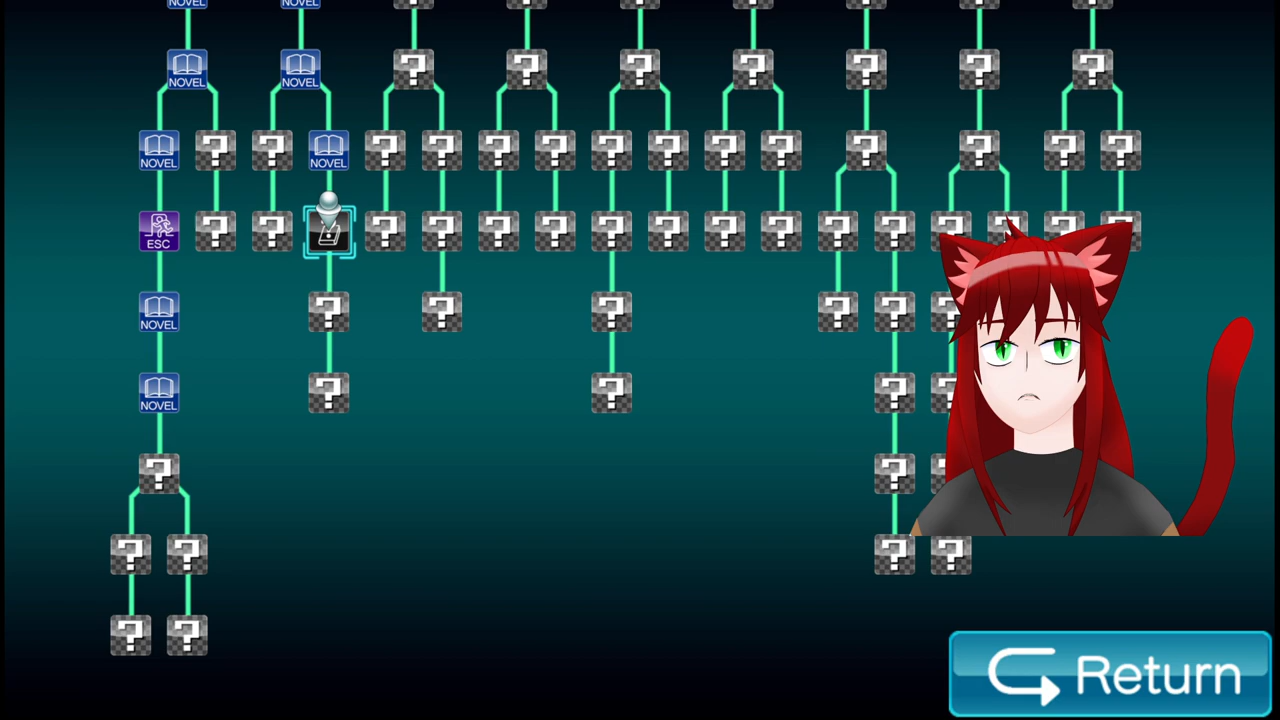 NOVEL NOVEL
NOVEL NOVEL ? ? ? ? ? ? ?
NOVEL ? ? NOVEL ? ? ? ? ? ? ? ? ? ? ? ?
ESC ? ? ? ? ? ? ? ? ? ? ?
NOVEL ? ? ? ? ?
NOVEL ? ? ?
? ?
? ? ? ?
? ?
Return